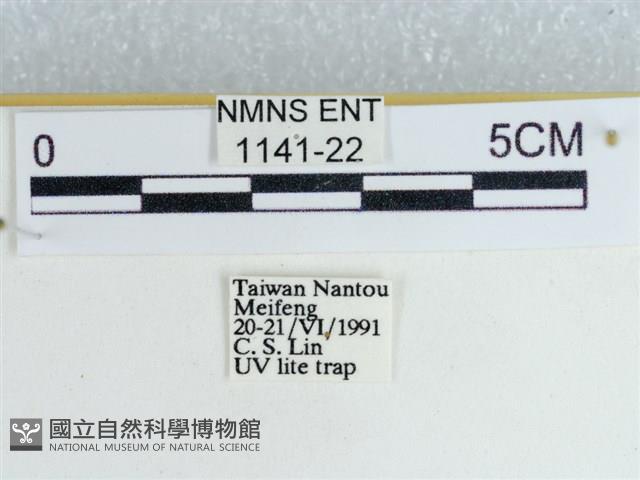 NMNS ENT
1141-22
0 5CM
Taiwan Nantou
Meifeng
20-21/VI/1991
C. S. Lin
UV lite trap
國立自然科學博物館
NATIONAL MUSEUM OF NATURAL SCIENCE